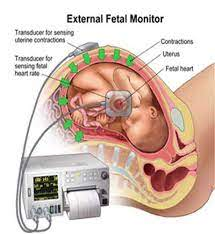 External Fetal Monitor
Transducer for sensing
uterine contractions
Transducer for
sensing fetal
heart rate
Contractions
Uterus
Fetal heart